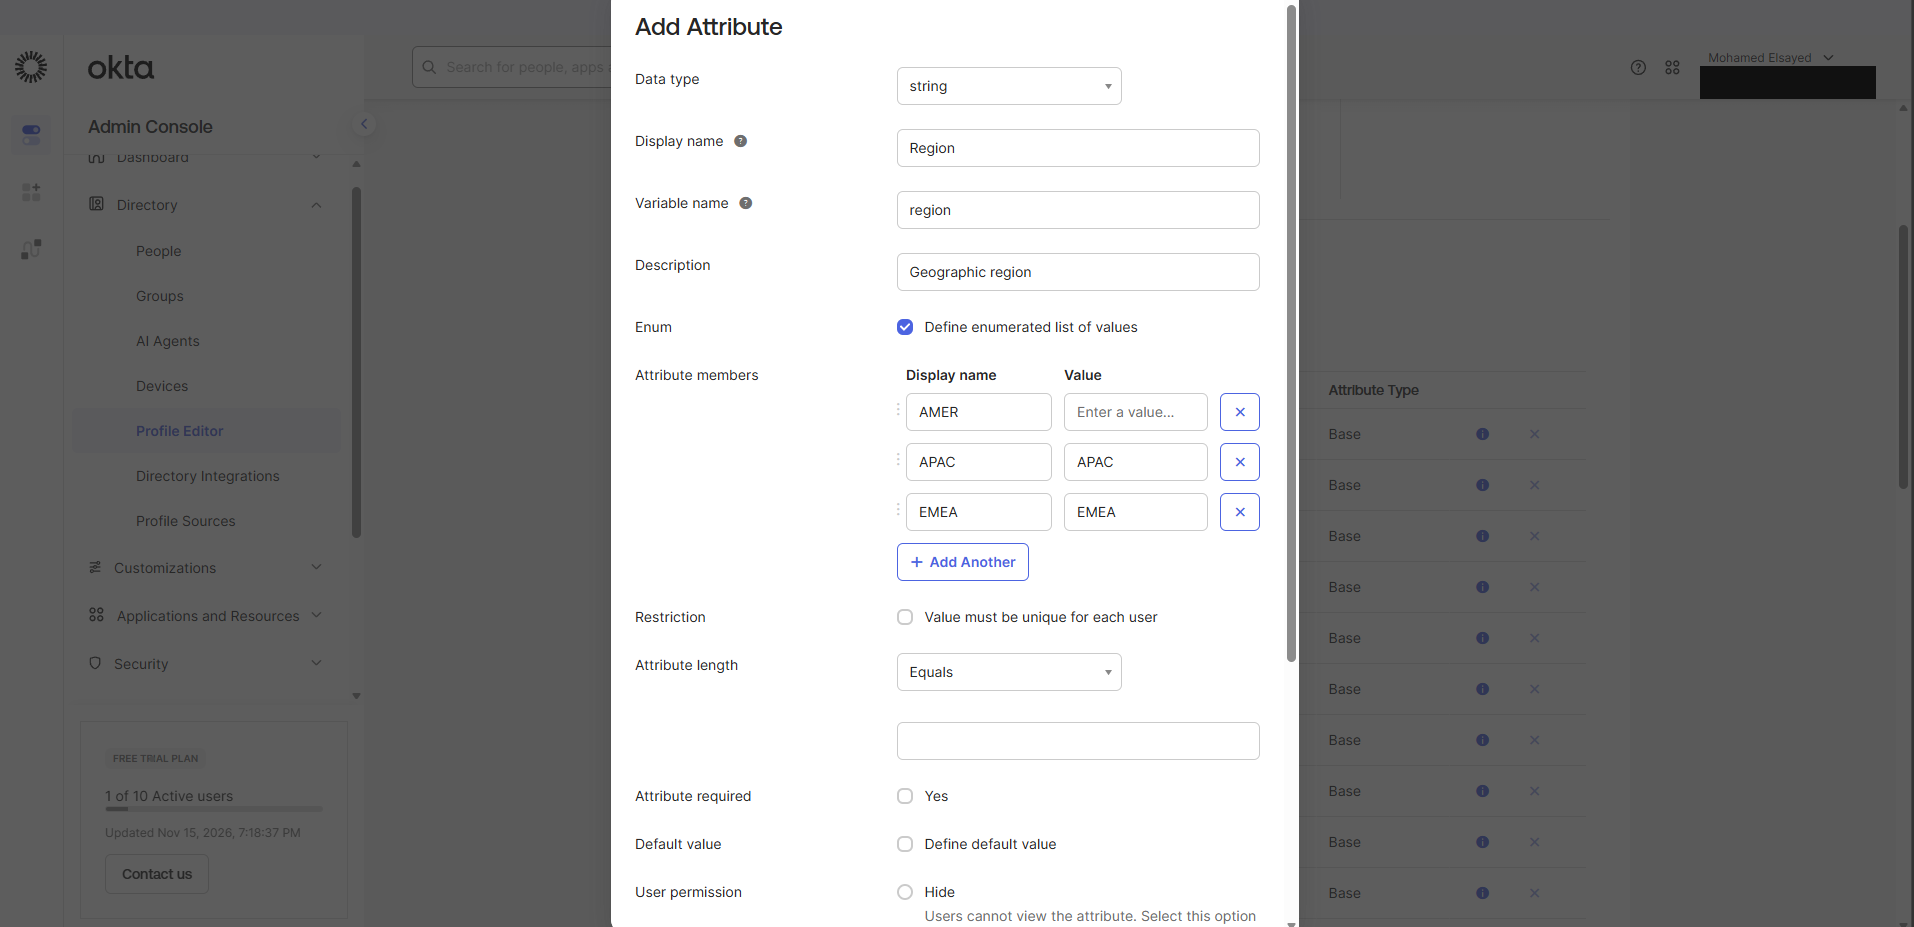 okta
Search for people, apps
Mohamed Elsayed
Admin Console
Dashboard
Directory
People
Groups
AI Agents
Devices
Profile Editor
Directory Integrations
Profile Sources
Customizations
Applications and Resources
Security
FREE TRIAL PLAN
1 of 10 Active users
Updated Nov 15, 2026, 7:18:37 PM
Contact us
Add Attribute
Data type
string
Display name
Region
Variable name
region
Description
Geographic region
Enum
Define enumerated list of values
Attribute members
Display name Value
AMER Enter a value...
APAC APAC
EMEA EMEA
+ Add Another
Restriction
Value must be unique for each user
Attribute length
Equals
Attribute required
Yes
Default value
Define default value
User permission
Hide
Users cannot view the attribute. Select this option
Attribute Type
Base
Base
Base
Base
Base
Base
Base
Base
Base
Base